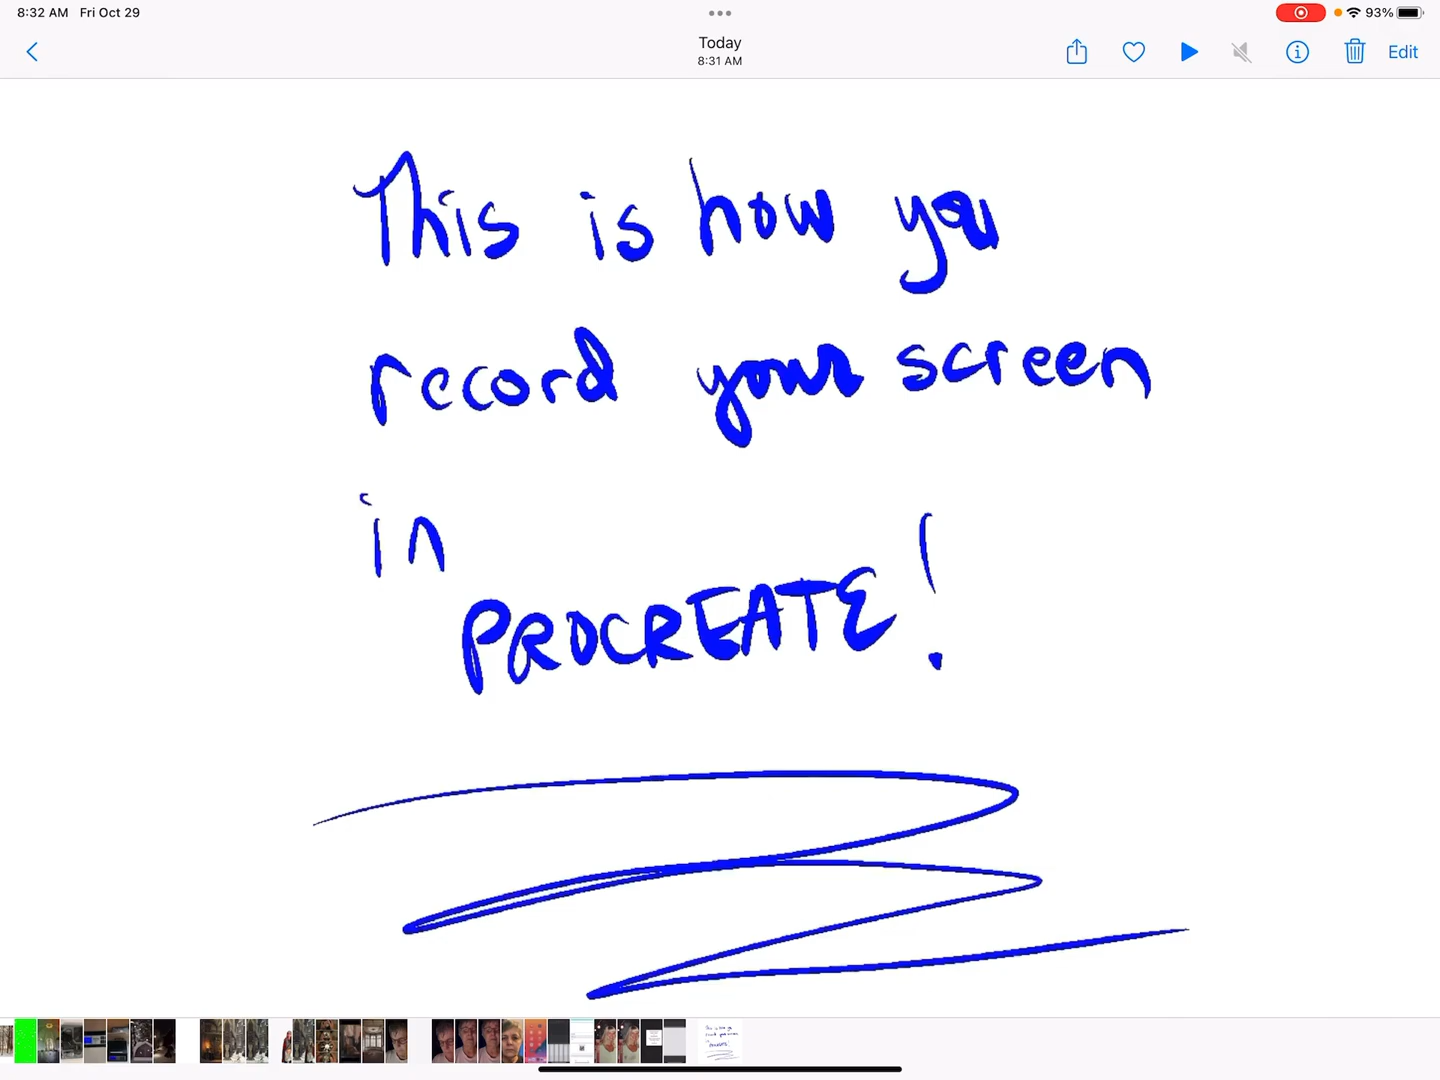 8:32 AM Fri Oct 29
93%
Today
8:31 AM
Edit
This is how you
record your screen
in
PROCREATE!